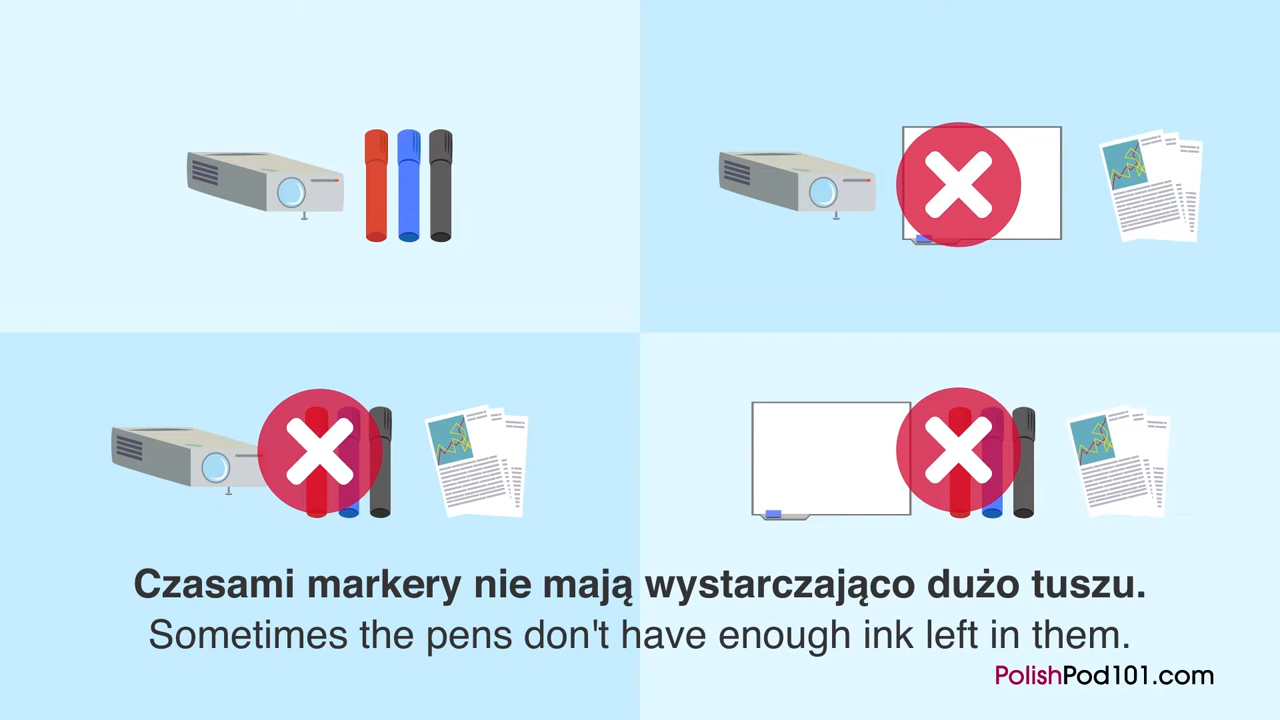 Czasami markery nie mają wystarczająco dużo tuszu.
Sometimes the pens don't have enough ink left in them.
PolishPod101.com